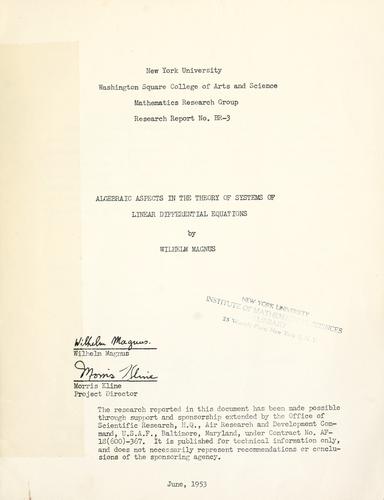 New York University
Washington Square College of Arts and Science
Mathematics Research Group
Research Report No. BR-3
ALGEBRAIC ASPECTS IN THE THEORY OF SYSTEMS OF
LINEAR DIFFERENTIAL EQUATIONS
by
WILHELM MAGNUS
NEW YORK UNIVERSITY
INSTITUTE OF MATHEMATICAL SCIENCES
LIBRARY
25
Wilhelm Magnus.
Wilhelm Magnus
Morris Kline
Morris Kline
Project Director
The research reported in this document has been made possible
through support and sponsorship extended by the Office of
Scientific Research, H.Q., Air Research and Development Com-
mand, U.S.A.F., Baltimore, Maryland, under Contract No. AF-
18(600)-367. It is published for technical information only,
and does not necessarily represent recommendations or conclu-
sions of the sponsoring agency.
June, 1953